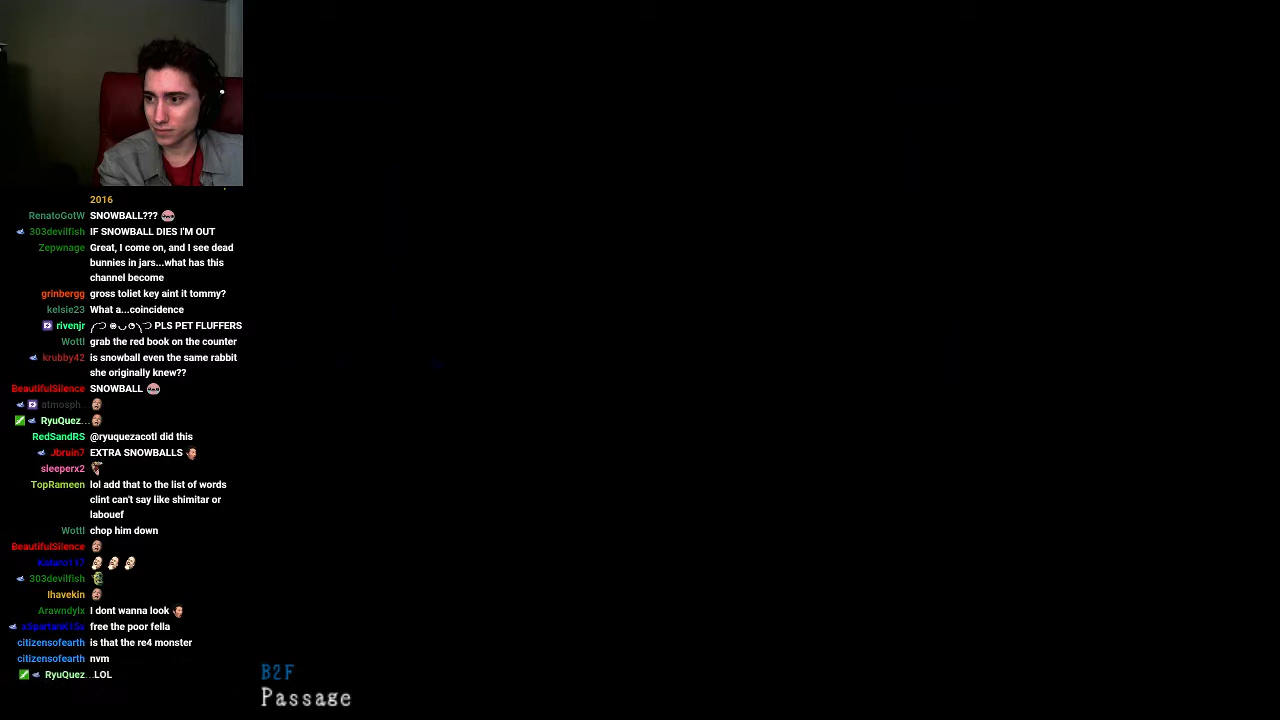 2016
RenatoGotW SNOWBALL???
303devilfish IF SNOWBALL DIES I'M OUT
Zepwnage Great, I come on, and I see dead
bunnies in jars...what has this
channel become
grinbergg gross toliet key aint it tommy?
kelsie23 What a...coincidence
rivenjr PLS PET FLUFFERS
Wottl grab the red book on the counter
krubby42 is snowball even the same rabbit
she originally knew??
BeautifulSilence SNOWBALL
atmosph...
RyuQuez...
RedSandRS @ryuquezacotl did this
Jbruin7 EXTRA SNOWBALLS
sleeperx2
TopRameen lol add that to the list of words
clint can't say like shimitar or
labouef
Wottl chop him down
BeautifulSilence
303devilfish
Ihavekin
Arawndylx I dont wanna look
free the poor fella
citizensofearth is that the re4 monster
citizensofearth nvm
RyuQuez...LOL
B2F
Passage